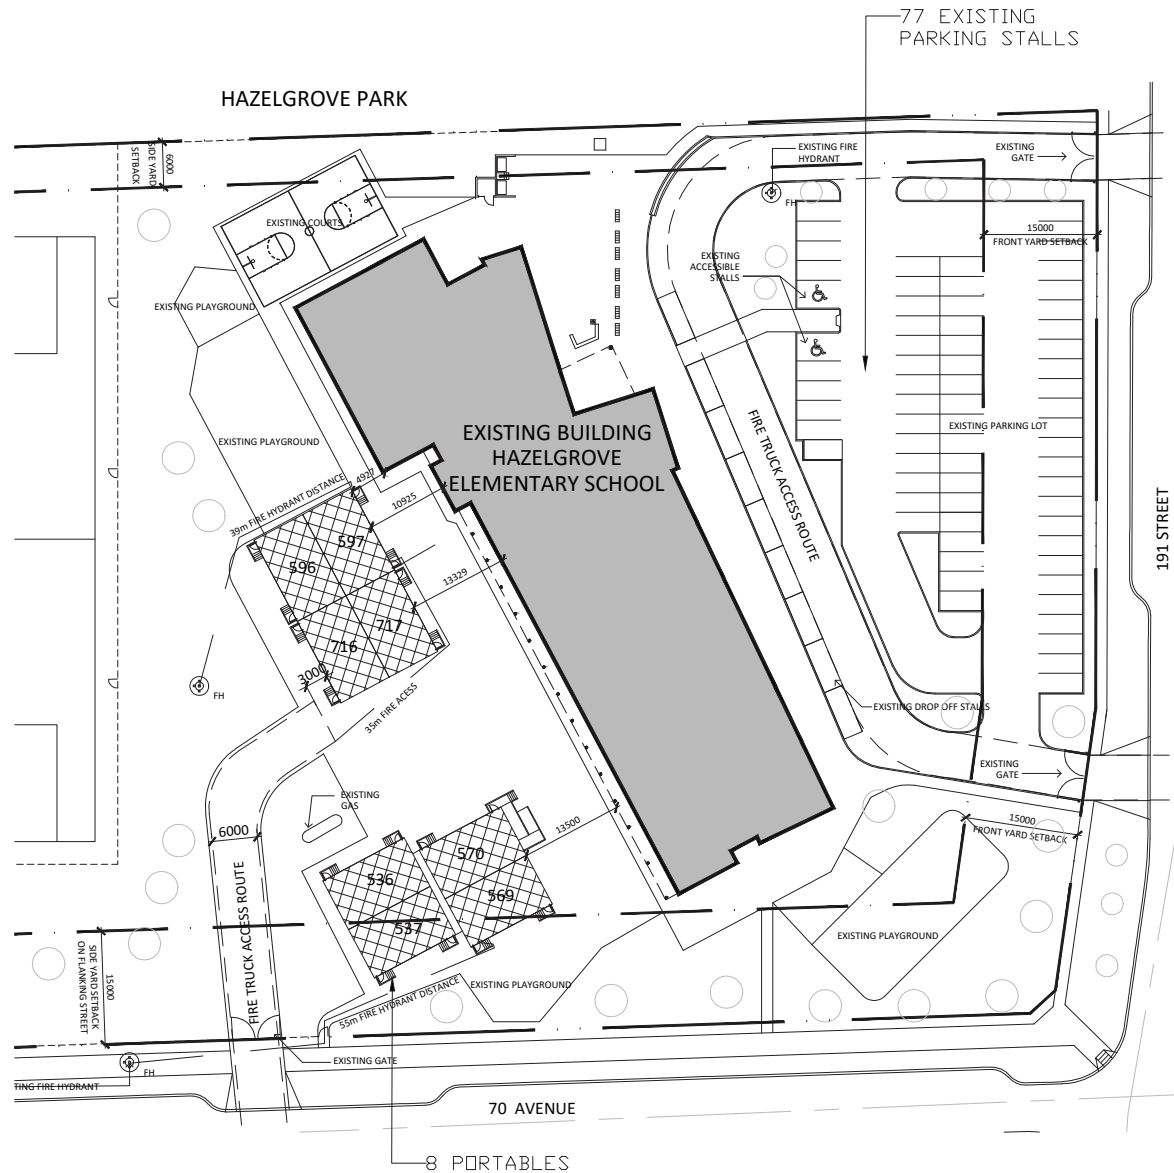 77 EXISTING
PARKING STALLS
HAZELGROVE PARK
SIDE YARD
SETBACK
6000
EXISTING FIRE
HYDRANT
FH
EXISTING
GATE
15000
FRONT YARD SETBACK
EXISTING COURTS
EXISTING
ACCESSIBLE
STALLS
EXISTING PLAYGROUND
EXISTING PLAYGROUND
EXISTING BUILDING
HAZELGROVE
ELEMENTARY SCHOOL
FIRE TRUCK ACCESS ROUTE
EXISTING PARKING LOT
191 STREET
39m FIRE HYDRANT DISTANCE
4927
10925
13329
597
596
717
716
3000
FH
35m FIRE ACESS
EXISTING DROP OFF STALLS
EXISTING
GATE
15000
FRONT YARD SETBACK
EXISTING
GAS
6000
13500
570
536
569
537
FIRE TRUCK ACCESS ROUTE
SIDE YARD SETBACK
ON FLANKING STREET
15000
EXISTING PLAYGROUND
EXISTING PLAYGROUND
55m FIRE HYDRANT DISTANCE
EXISTING GATE
FH
TING FIRE HYDRANT
70 AVENUE
8 PORTABLES